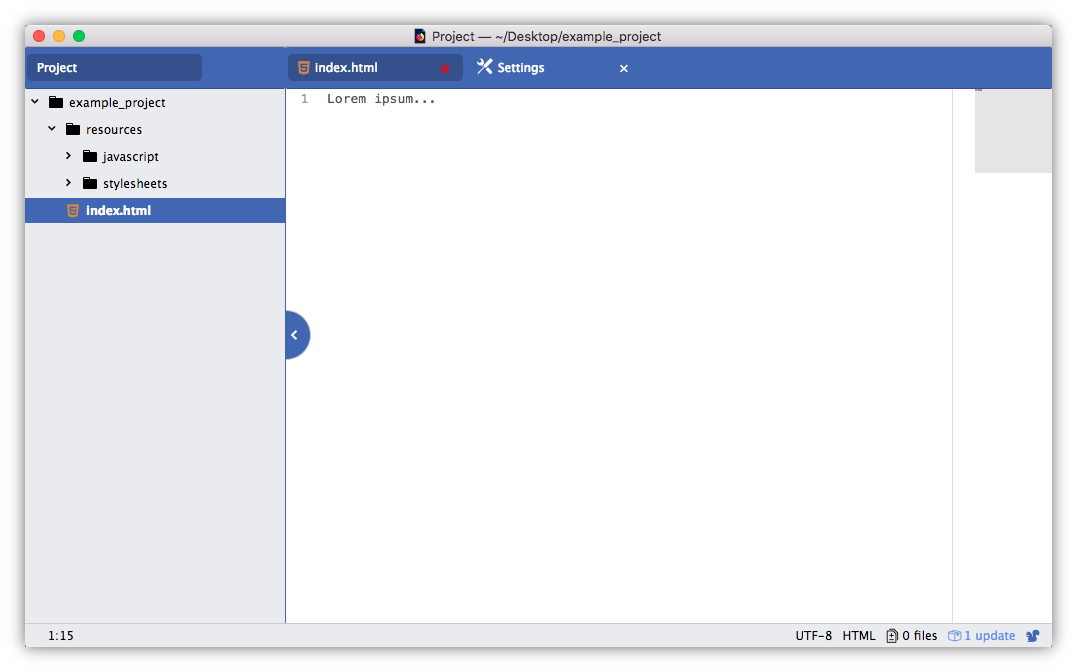 Project — ~/Desktop/example_project
Project
index.html
Settings
example_project
resources
javascript
stylesheets
index.html
1 Lorem ipsum...
1:15
UTF-8 HTML 0 files 1 update